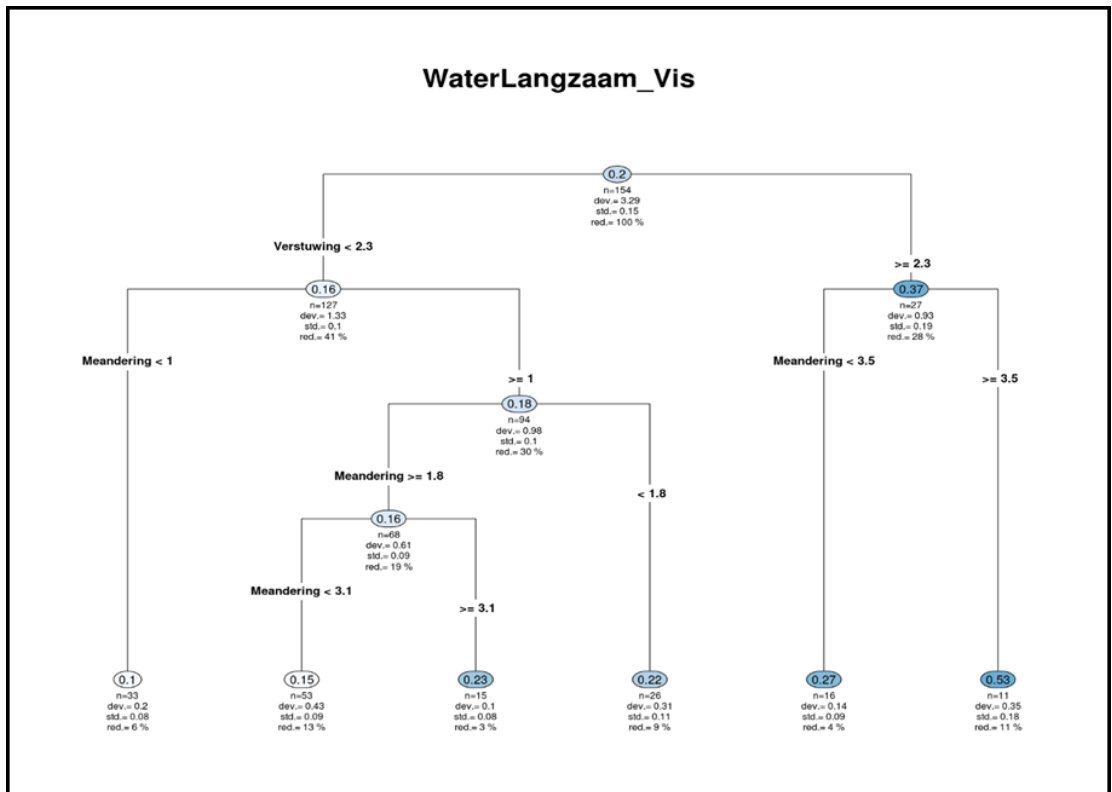 WaterLangzaam_Vis
0.2
n=154
dev.= 3.29
std.= 0.15
red.= 100 %
Verstuwing < 2.3
>= 2.3
0.16
n=127
dev.= 1.33
std.= 0.1
red.= 41 %
0.37
n=27
dev.= 0.93
std.= 0.19
red.= 28 %
Meandering < 1
>= 1
Meandering < 3.5
>= 3.5
0.18
n=94
dev.= 0.98
std.= 0.1
red.= 30 %
Meandering >= 1.8
< 1.8
0.16
n=68
dev.= 0.61
std.= 0.09
red.= 19 %
Meandering < 3.1
>= 3.1
0.1
n=33
dev.= 0.2
std.= 0.08
red.= 6 %
0.15
n=53
dev.= 0.43
std.= 0.09
red.= 13 %
0.23
n=15
dev.= 0.1
std.= 0.08
red.= 3 %
0.22
n=26
dev.= 0.31
std.= 0.11
red.= 9 %
0.27
n=16
dev.= 0.14
std.= 0.09
red.= 4 %
0.53
n=11
dev.= 0.35
std.= 0.18
red.= 11 %